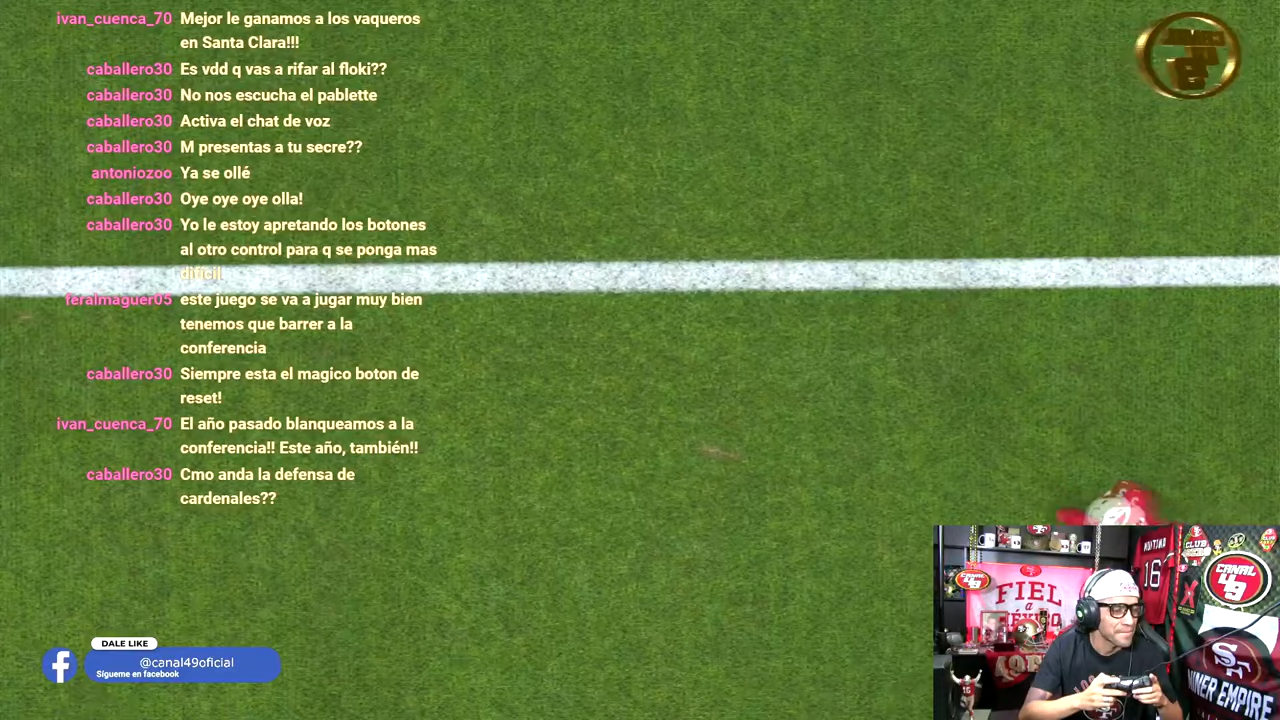 ivan_cuenca_70 Mejor le ganamos a los vaqueros
en Santa Clara!!!
caballero30 Es vdd q vas a rifar al floki??
caballero30 No nos escucha el pablette
caballero30 Activa el chat de voz
caballero30 M presentas a tu secre??
antoniozoo Ya se ollé
caballero30 Oye oye oye olla!
caballero30 Yo le estoy apretando los botones
al otro control para q se ponga mas
dificil
feralmaguer05 este juego se va a jugar muy bien
tenemos que barrer a la
conferencia
caballero30 Siempre esta el magico boton de
reset!
ivan_cuenca_70 El año pasado blanqueamos a la
conferencia!! Este año, también!!
caballero30 Cmo anda la defensa de
cardenales??
DALE LIKE
@canal49oficial
Sígueme en facebook
MONTANA
16
CLUB
CANAL
49
FIEL
a
MÉXICO
49ERS
SF
NINER EMPIRE
16